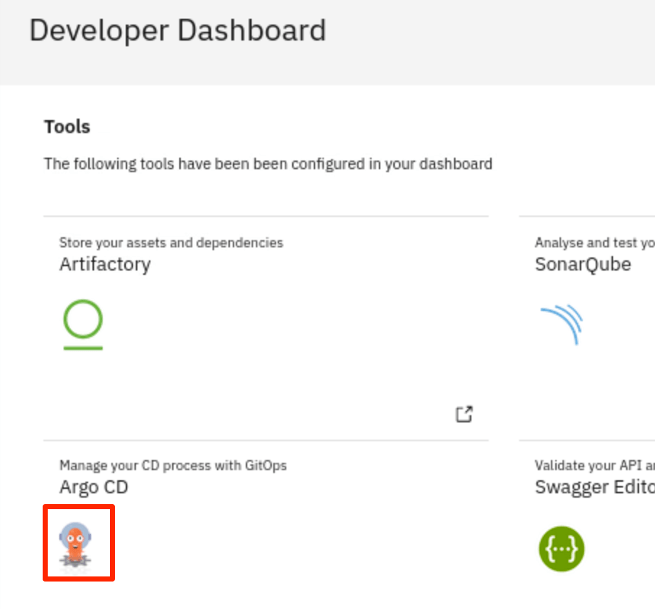 Developer Dashboard
Tools
The following tools have been been configured in your dashboard
Store your assets and dependencies
Artifactory
Analyse and test yo
SonarQube
Manage your CD process with GitOps
Argo CD
Validate your API a
Swagger Edito
{...}